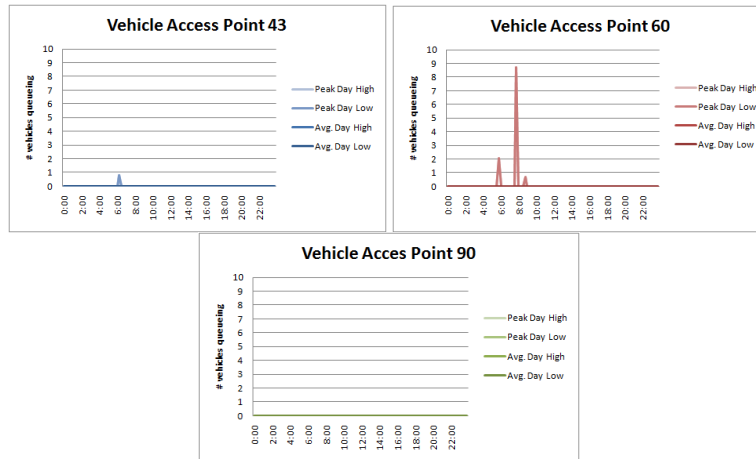 Vehicle Access Point 43
# vehicles queueing
10
9
8
7
6
5
4
3
2
1
0
0:00 2:00 4:00 6:00 8:00 10:00 12:00 14:00 16:00 18:00 20:00 22:00
Peak Day High
Peak Day Low
Avg. Day High
Avg. Day Low
Vehicle Access Point 60
# vehicles queueing
10
9
8
7
6
5
4
3
2
1
0
0:00 2:00 4:00 6:00 8:00 10:00 12:00 14:00 16:00 18:00 20:00 22:00
Peak Day High
Peak Day Low
Avg. Day High
Avg. Day Low
Vehicle Acces Point 90
# vehicles queueing
10
9
8
7
6
5
4
3
2
1
0
0:00 2:00 4:00 6:00 8:00 10:00 12:00 14:00 16:00 18:00 20:00 22:00
Peak Day High
Peak Day Low
Avg. Day High
Avg. Day Low